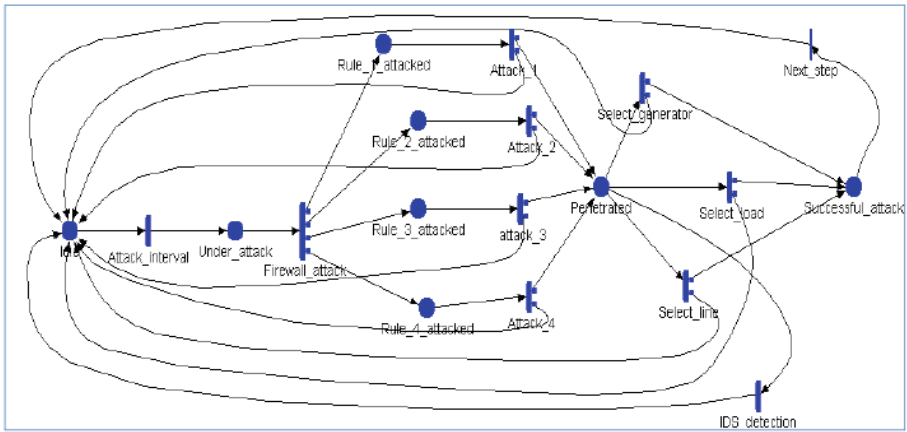 Rule_1_attacked
Attack_1
Next_step
Select_generator
Rule_2_attacked
Attack_2
Penetrated
Select_load
Successful_attack
Rule_3_attacked
attack_3
Idle
Attack_interval
Under_attack
Firewall_attack
Rule_4_attacked
Attack_4
Select_line
IDS_detection